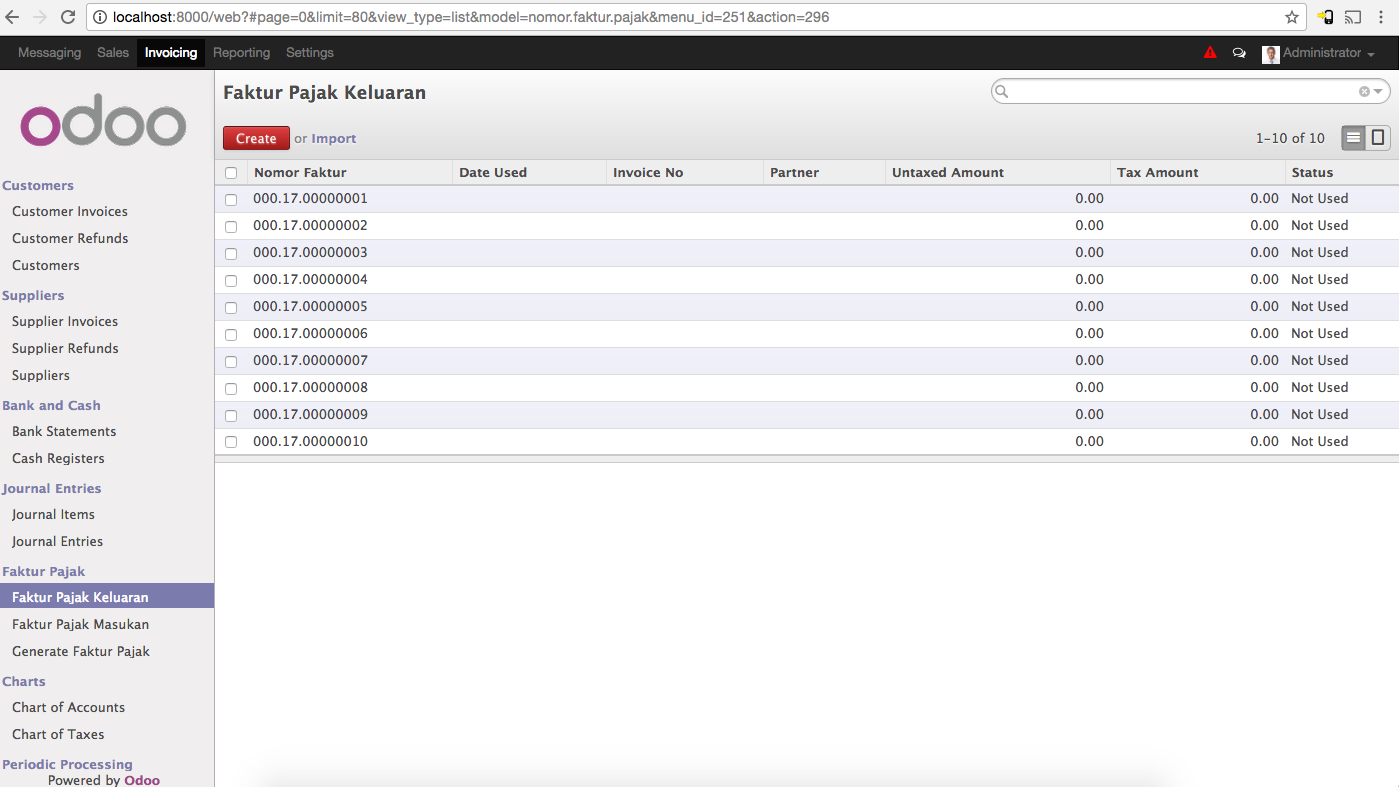 localhost:8000/web?#page=0&limit=80&view_type=list&model=nomor.faktur.pajak&menu_id=251&action=296
Messaging Sales Invoicing Reporting Settings Administrator
odoo
Customers
Customer Invoices
Customer Refunds
Customers
Suppliers
Supplier Invoices
Supplier Refunds
Suppliers
Bank and Cash
Bank Statements
Cash Registers
Journal Entries
Journal Items
Journal Entries
Faktur Pajak
Faktur Pajak Keluaran
Faktur Pajak Masukan
Generate Faktur Pajak
Charts
Chart of Accounts
Chart of Taxes
Periodic Processing
Powered by Odoo
Faktur Pajak Keluaran
Create or Import 1-10 of 10
Nomor Faktur Date Used Invoice No Partner Untaxed Amount Tax Amount Status
000.17.00000001 0.00 0.00 Not Used
000.17.00000002 0.00 0.00 Not Used
000.17.00000003 0.00 0.00 Not Used
000.17.00000004 0.00 0.00 Not Used
000.17.00000005 0.00 0.00 Not Used
000.17.00000006 0.00 0.00 Not Used
000.17.00000007 0.00 0.00 Not Used
000.17.00000008 0.00 0.00 Not Used
000.17.00000009 0.00 0.00 Not Used
000.17.00000010 0.00 0.00 Not Used